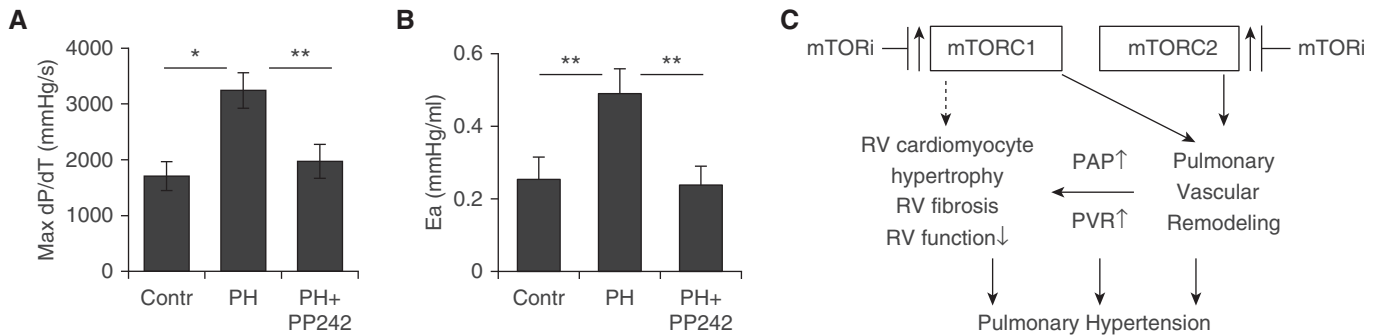 A
Max dP/dT (mmHg/s)
4000
3000
2000
1000
0
*
**
Contr
PH
PH+
PP242
B
Ea (mmHg/ml)
0.6
0.4
0.2
0
**
**
Contr
PH
PH+
PP242
C
mTORi
mTORC1
mTORC2
mTORi
RV cardiomyocyte
hypertrophy
RV fibrosis
RV function↓
PAP↑
PVR↑
Pulmonary
Vascular
Remodeling
Pulmonary Hypertension